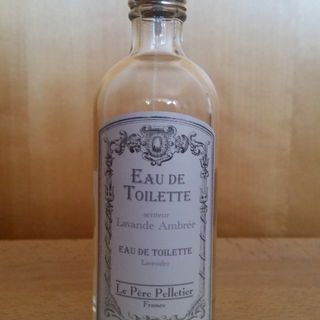 EAU DE
TOILETTE
senteur
Lavande Ambrée
EAU DE TOILETTE
Lavender
Le Père Pelletier
France